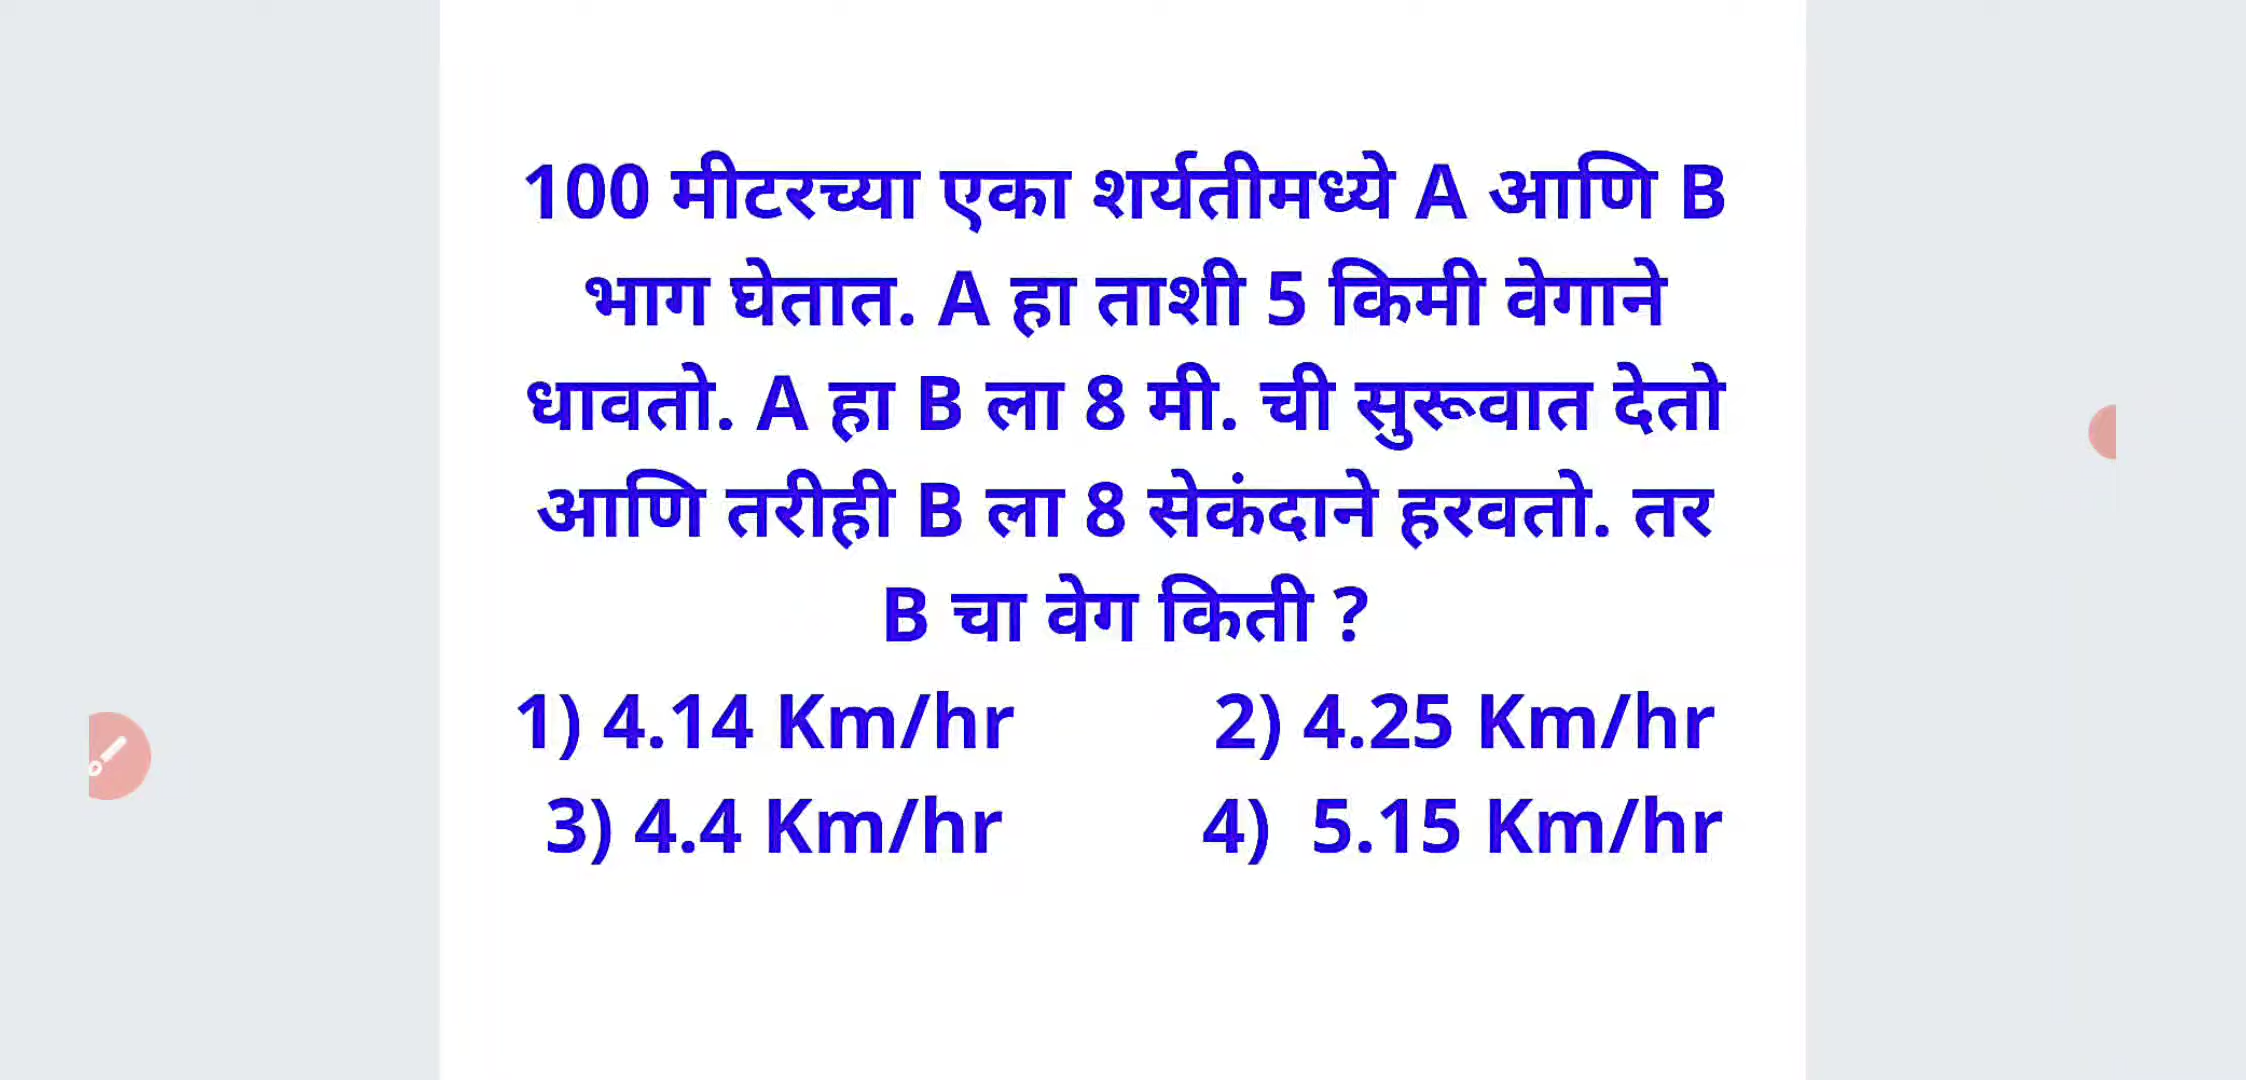 100 मीटरच्या एका शर्यतीमध्ये A आणि B
भाग घेतात. A हा ताशी 5 किमी वेगाने
धावतो. A हा B ला 8 मी. ची सुरूवात देतो
आणि तरीही B ला 8 सेकंदाने हरवतो. तर
B चा वेग किती ?
1) 4.14 Km/hr 2) 4.25 Km/hr
3) 4.4 Km/hr 4) 5.15 Km/hr